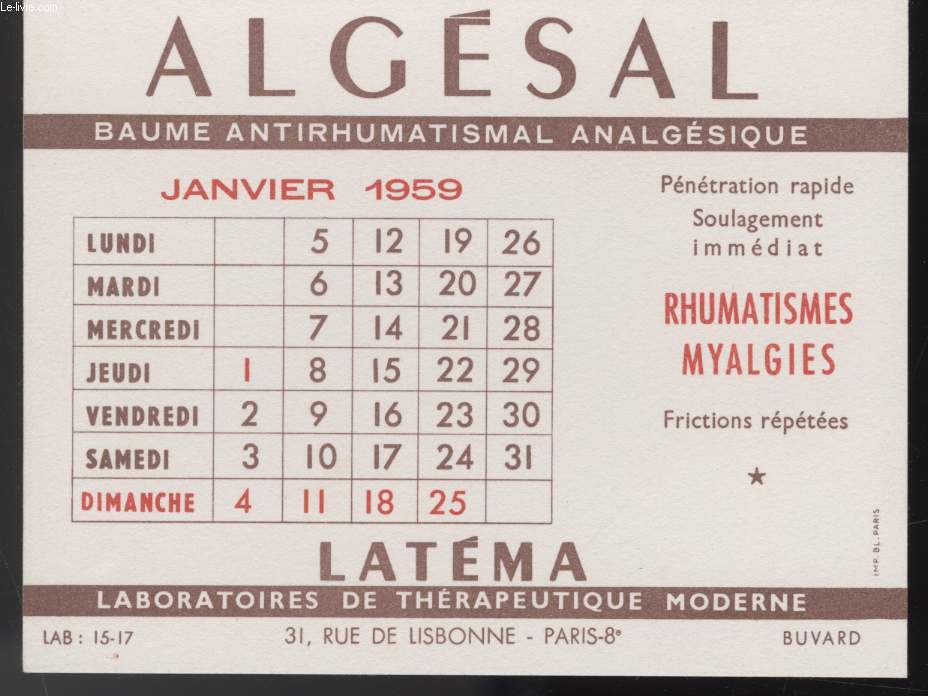 Le-livre.com
ALGÉSAL
BAUME ANTIRHUMATISMAL ANALGÉSIQUE
JANVIER 1959
LUNDI 5 12 19 26
MARDI 6 13 20 27
MERCREDI 7 14 21 28
JEUDI 1 8 15 22 29
VENDREDI 2 9 16 23 30
SAMEDI 3 10 17 24 31
DIMANCHE 4 11 18 25
Pénétration rapide
Soulagement
immédiat
RHUMATISMES
MYALGIES
Frictions répétées
IMP. BL. PARIS
LATÉMA
LABORATOIRES DE THÉRAPEUTIQUE MODERNE
LAB : 15-17 31, RUE DE LISBONNE - PARIS-8e BUVARD